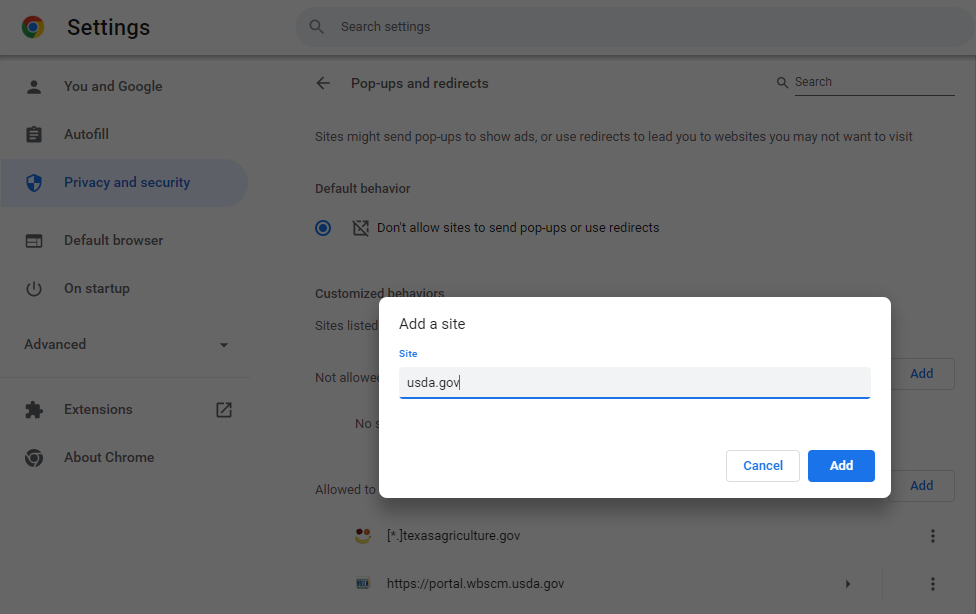 Settings
Search settings
You and Google
Autofill
Privacy and security
Default browser
On startup
Advanced
Extensions
About Chrome
Pop-ups and redirects
Search
Sites might send pop-ups to show ads, or use redirects to lead you to websites you may not want to visit
Default behavior
Don't allow sites to send pop-ups or use redirects
Customized behaviors
Sites listed
Not allowed
Add
No s
Add a site
Site
usda.gov
Cancel
Add
Allowed to
Add
[*.]texasagriculture.gov
https://portal.wbscm.usda.gov